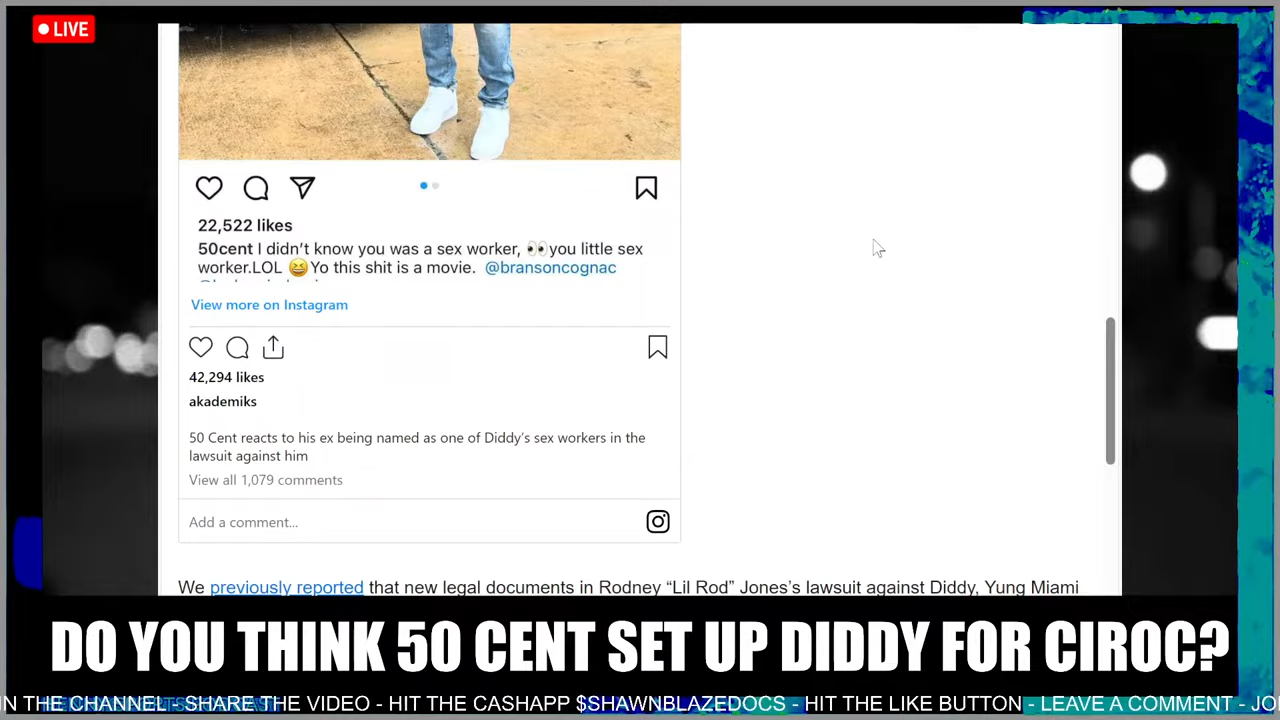 LIVE
22,522 likes
50cent I didn't know you was a sex worker, 👀you little sex
worker.LOL 😆Yo this shit is a movie. @bransoncognac
View more on Instagram
42,294 likes
akademiks
50 Cent reacts to his ex being named as one of Diddy's sex workers in the
lawsuit against him
View all 1,079 comments
Add a comment...
We previously reported that new legal documents in Rodney “Lil Rod” Jones's lawsuit against Diddy, Yung Miami
DO YOU THINK 50 CENT SET UP DIDDY FOR CIROC?
IN THE CHANNEL - SHARE THE VIDEO - HIT THE CASHAPP $SHAWNBLAZEDOCS - HIT THE LIKE BUTTON - LEAVE A COMMENT - JOI